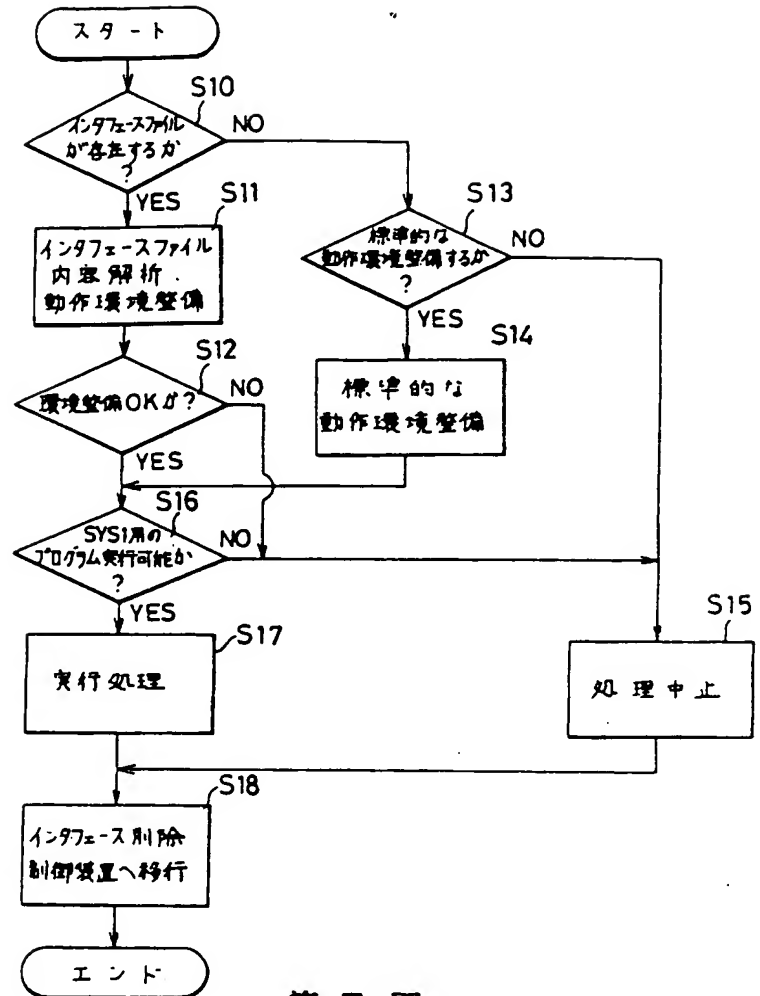 スタート
S10
インタフェースファイル
が存在するか
?
NO
YES
S11
インタフェースファイル
内容解析・
動作環境整備
S13
標準的な
動作環境整備するか
?
NO
YES
S14
標準的な
動作環境整備
S12
環境整備OKか?
NO
YES
S16
SYS1用の
プログラム実行可能か
?
NO
YES
S17
実行処理
S15
処理中止
S18
インタフェース削除
制御装置へ移行
エンド